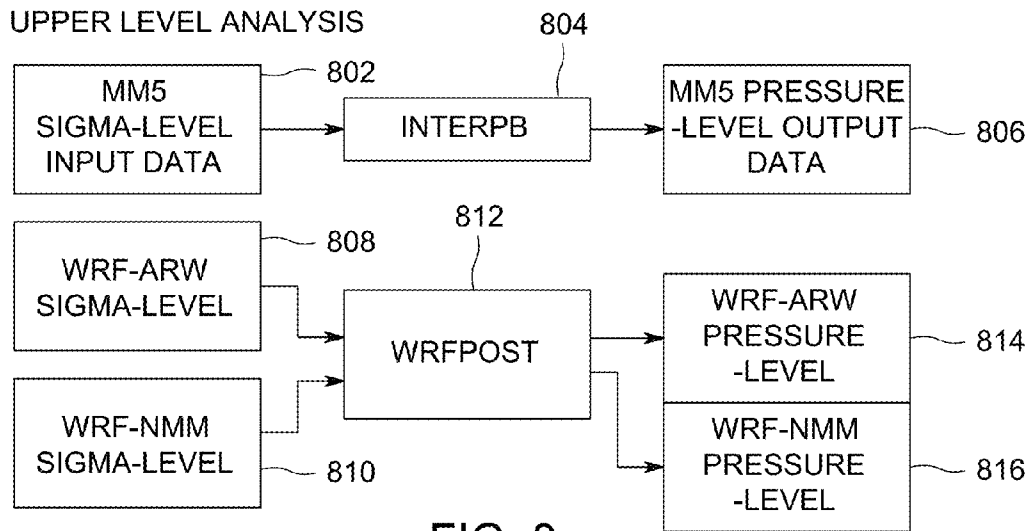 UPPER LEVEL ANALYSIS
802
MM5
SIGMA-LEVEL
INPUT DATA
804
INTERPB
MM5 PRESSURE
-LEVEL OUTPUT
DATA
806
808
WRF-ARW
SIGMA-LEVEL
812
WRFPOST
WRF-ARW
PRESSURE
-LEVEL
814
WRF-NMM
SIGMA-LEVEL
810
WRF-NMM
PRESSURE
-LEVEL
816